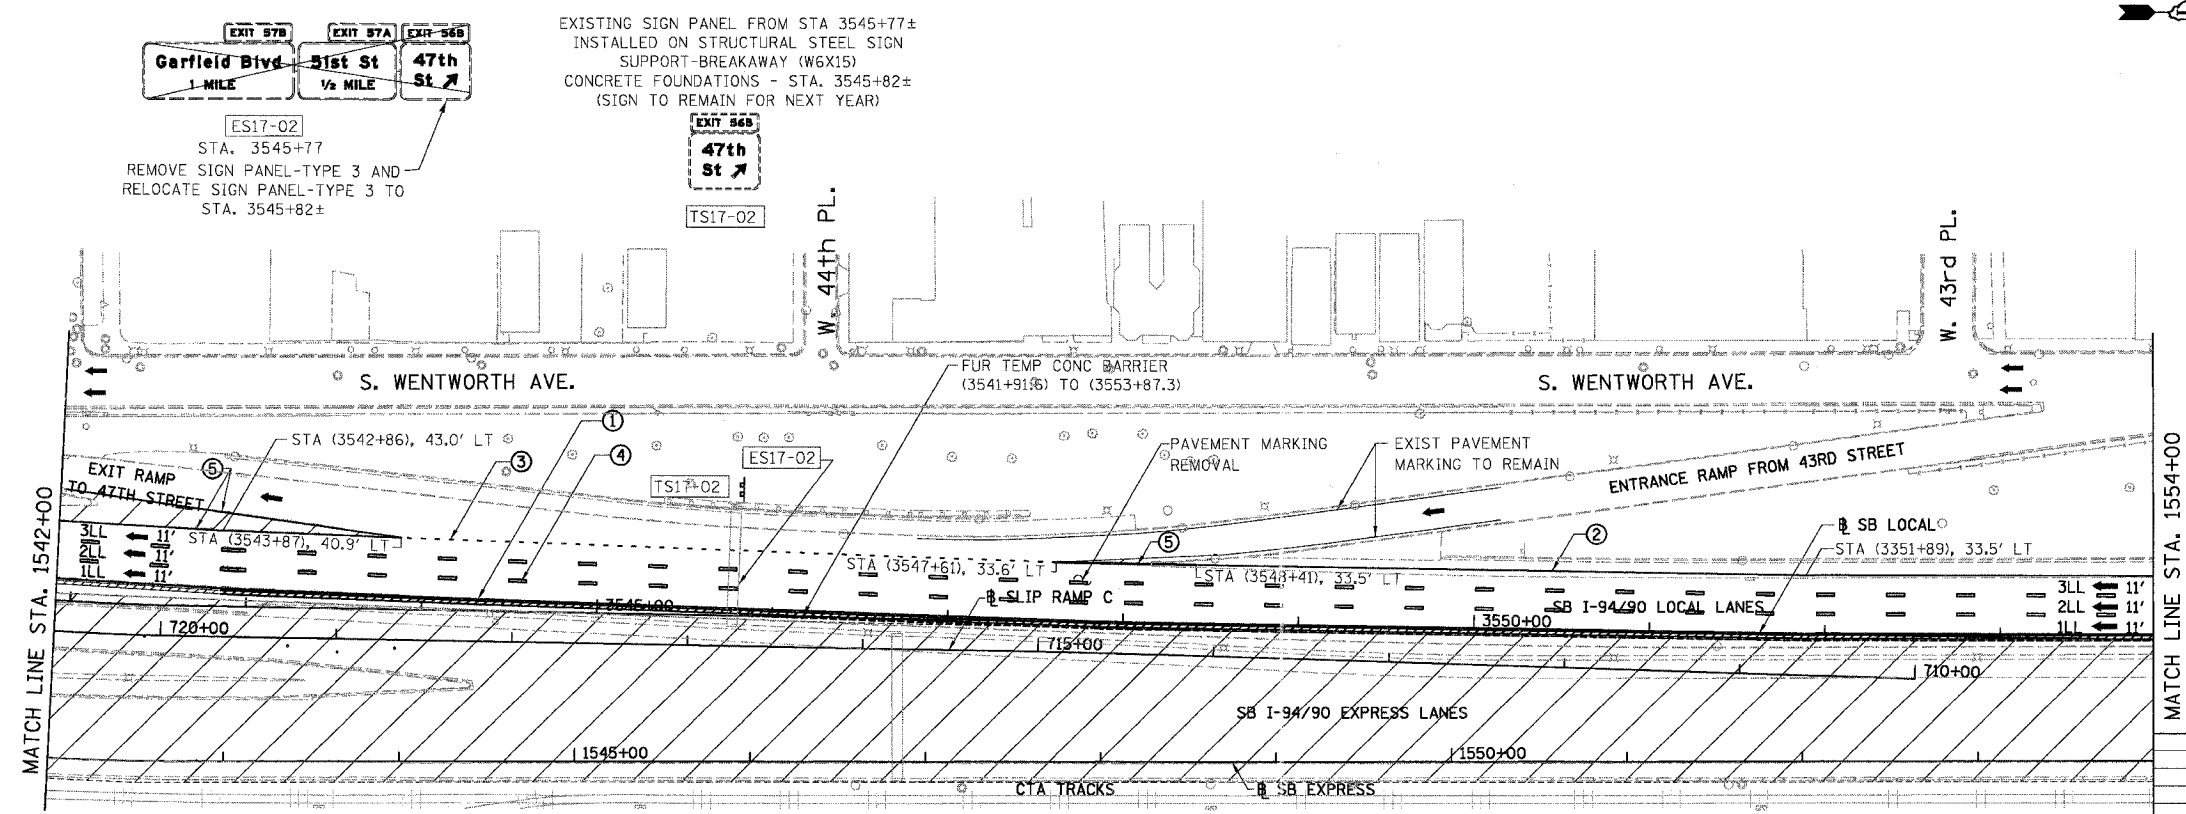 EXIT 57B
EXIT 57A
EXIT 56B
Garfield Blvd
1 MILE
51st St
1/2 MILE
47th
St
ES17-02
STA. 3545+77
REMOVE SIGN PANEL-TYPE 3 AND
RELOCATE SIGN PANEL-TYPE 3 TO
STA. 3545+82±
EXISTING SIGN PANEL FROM STA 3545+77±
INSTALLED ON STRUCTURAL STEEL SIGN
SUPPORT-BREAKAWAY (W6X15)
CONCRETE FOUNDATIONS - STA. 3545+82±
(SIGN TO REMAIN FOR NEXT YEAR)
EXIT 56B
47th
St
TS17-02
W. 44th PL.
W. 43rd PL.
S. WENTWORTH AVE.
FUR TEMP CONC BARRIER
(3541+91.6) TO (3553+87.3)
S. WENTWORTH AVE.
STA (3542+86), 43.0' LT
1
3
4
ES17-02
TS17-02
PAVEMENT MARKING
REMOVAL
EXIST PAVEMENT
MARKING TO REMAIN
ENTRANCE RAMP FROM 43RD STREET
EXIT RAMP
TO 47TH STREET
5
3LL 11'
2LL 11'
1LL 11'
STA (3543+87), 40.9' LT
STA (3547+61), 33.6' LT
5
STA (3548+41), 33.5' LT
2
SB LOCAL
STA (3351+89), 33.5' LT
3LL 11'
2LL 11'
1LL 11'
SB I-94/90 LOCAL LANES
3545+00
SLIP RAMP C
3550+00
720+00
715+00
710+00
SB I-94/90 EXPRESS LANES
1545+00
1550+00
CTA TRACKS
SB EXPRESS
MATCH LINE STA. 1542+00
MATCH LINE STA. 1554+00